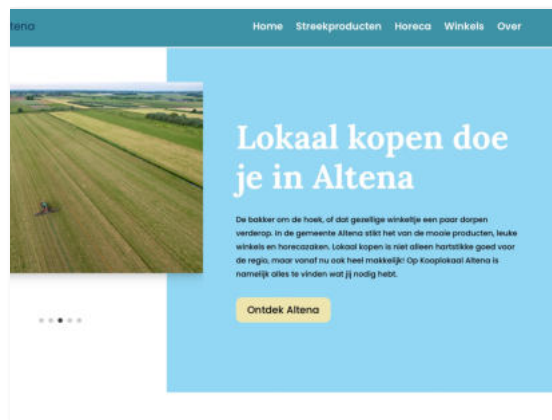 tena
Home Streekproducten Horeca Winkels Over
Lokaal kopen doe
je in Altena
De bakker om de hoek, of dat gezellige winkeltje een paar dorpen
verderop. In de gemeente Altena stikt het van de mooie producten, leuke
winkels en horecazaken. Lokaal kopen is niet alleen hartstikke goed voor
de regio, maar vanaf nu ook heel makkelijk! Op Kooplokaal Altena is
namelijk alles te vinden wat jij nodig hebt.
Ontdek Altena